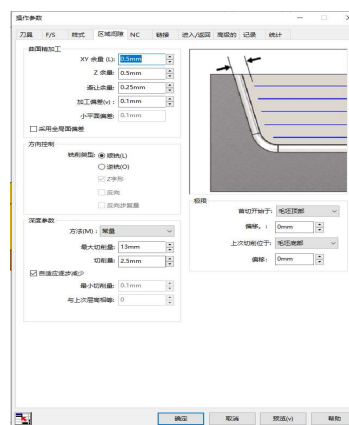 操作参数
刀具 F/S 样式 区域间隙 NC 链接 进入/返回 高级的 记录 统计
曲面精加工
XY 余量 (L): 0.5mm
Z 余量: 0.5mm
避让余量: 0.25mm
加工偏差(v) : 0.1mm
小平面偏差: 0.1mm
采用全局面偏差
方向控制
铣削类型: 顺铣(L)
逆铣(O)
Z字形
反向
反向步距量
深度参数
方法(M) : 常量
最大切削量: 13mm
切削量: 2.5mm
自适应逐步减少
最小切削量: 0.1mm
与上次层高相等: 0
极限
首切开始于: 毛坯顶部
偏移. : 0mm
上次切削位于: 毛坯底部
偏移: 0mm
确定 取消 预览(v) 帮助